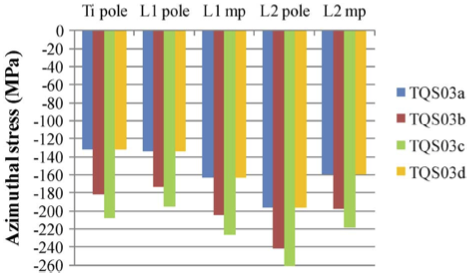 Ti pole L1 pole L1 mp L2 pole L2 mp
0
-20
-40
-60
-80
-100
-120
-140
-160
-180
-200
-220
-240
-260
Azimuthal stress (MPa)
TQS03a
TQS03b
TQS03c
TQS03d